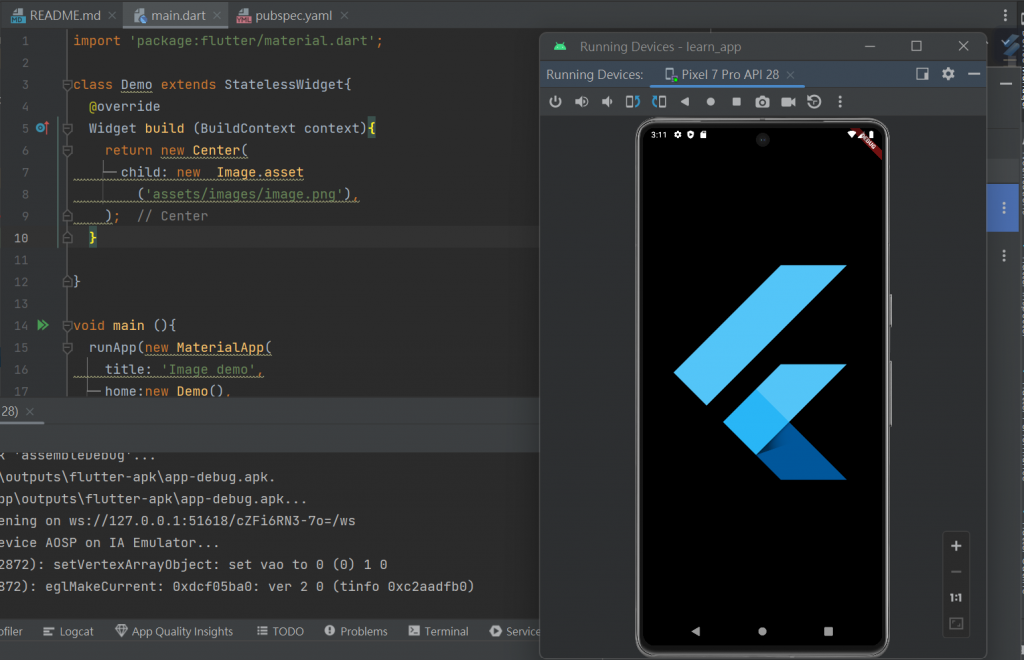 README.md
main.dart
pubspec.yaml
1 import 'package:flutter/material.dart';
2
3 class Demo extends StatelessWidget{
4 @override
5 Widget build (BuildContext context){
6 return new Center(
7 child: new Image.asset
8 ('assets/images/image.png'),
9 ); // Center
10 }
11
12 }
13
14 void main (){
15 runApp(new MaterialApp(
16 title: 'Image demo',
17 home:new Demo(),
28)
'assembleDebug'...
\outputs\flutter-apk\app-debug.apk.
pp\outputs\flutter-apk\app-debug.apk...
ening on ws://127.0.0.1:51618/cZFi6RN3-7o=/ws
evice AOSP on IA Emulator...
2872): setVertexArrayObject: set vao to 0 (0) 1 0
872): eglMakeCurrent: 0xdcf05ba0: ver 2 0 (tinfo 0xc2aadfb0)
ofiler
Logcat
App Quality Insights
TODO
Problems
Terminal
Service
Running Devices - learn_app
Running Devices:
Pixel 7 Pro API 28
3:11
DEBUG
1:1